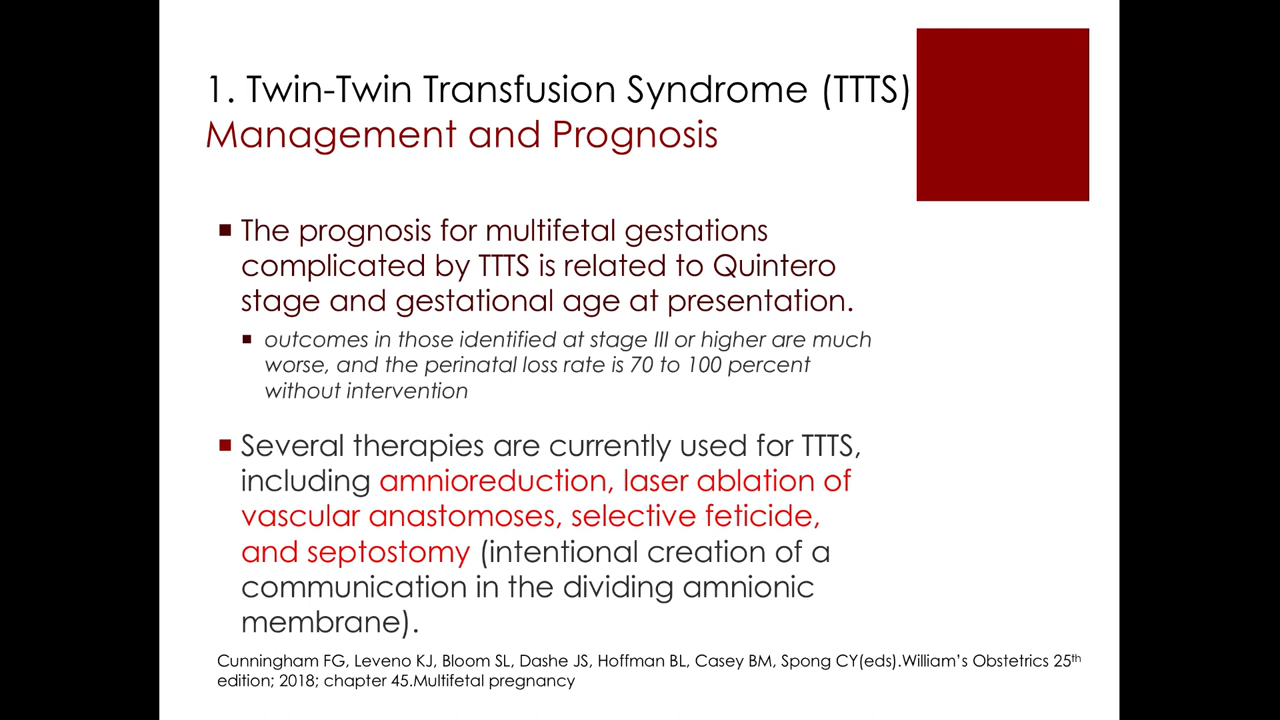 1. Twin-Twin Transfusion Syndrome (TTTS)
Management and Prognosis
The prognosis for multifetal gestations
complicated by TTTS is related to Quintero
stage and gestational age at presentation.
outcomes in those identified at stage III or higher are much
worse, and the perinatal loss rate is 70 to 100 percent
without intervention
Several therapies are currently used for TTTS,
including amnioreduction, laser ablation of
vascular anastomoses, selective feticide,
and septostomy (intentional creation of a
communication in the dividing amnionic
membrane).
Cunningham FG, Leveno KJ, Bloom SL, Dashe JS, Hoffman BL, Casey BM, Spong CY(eds).William's Obstetrics 25th
edition; 2018; chapter 45.Multifetal pregnancy